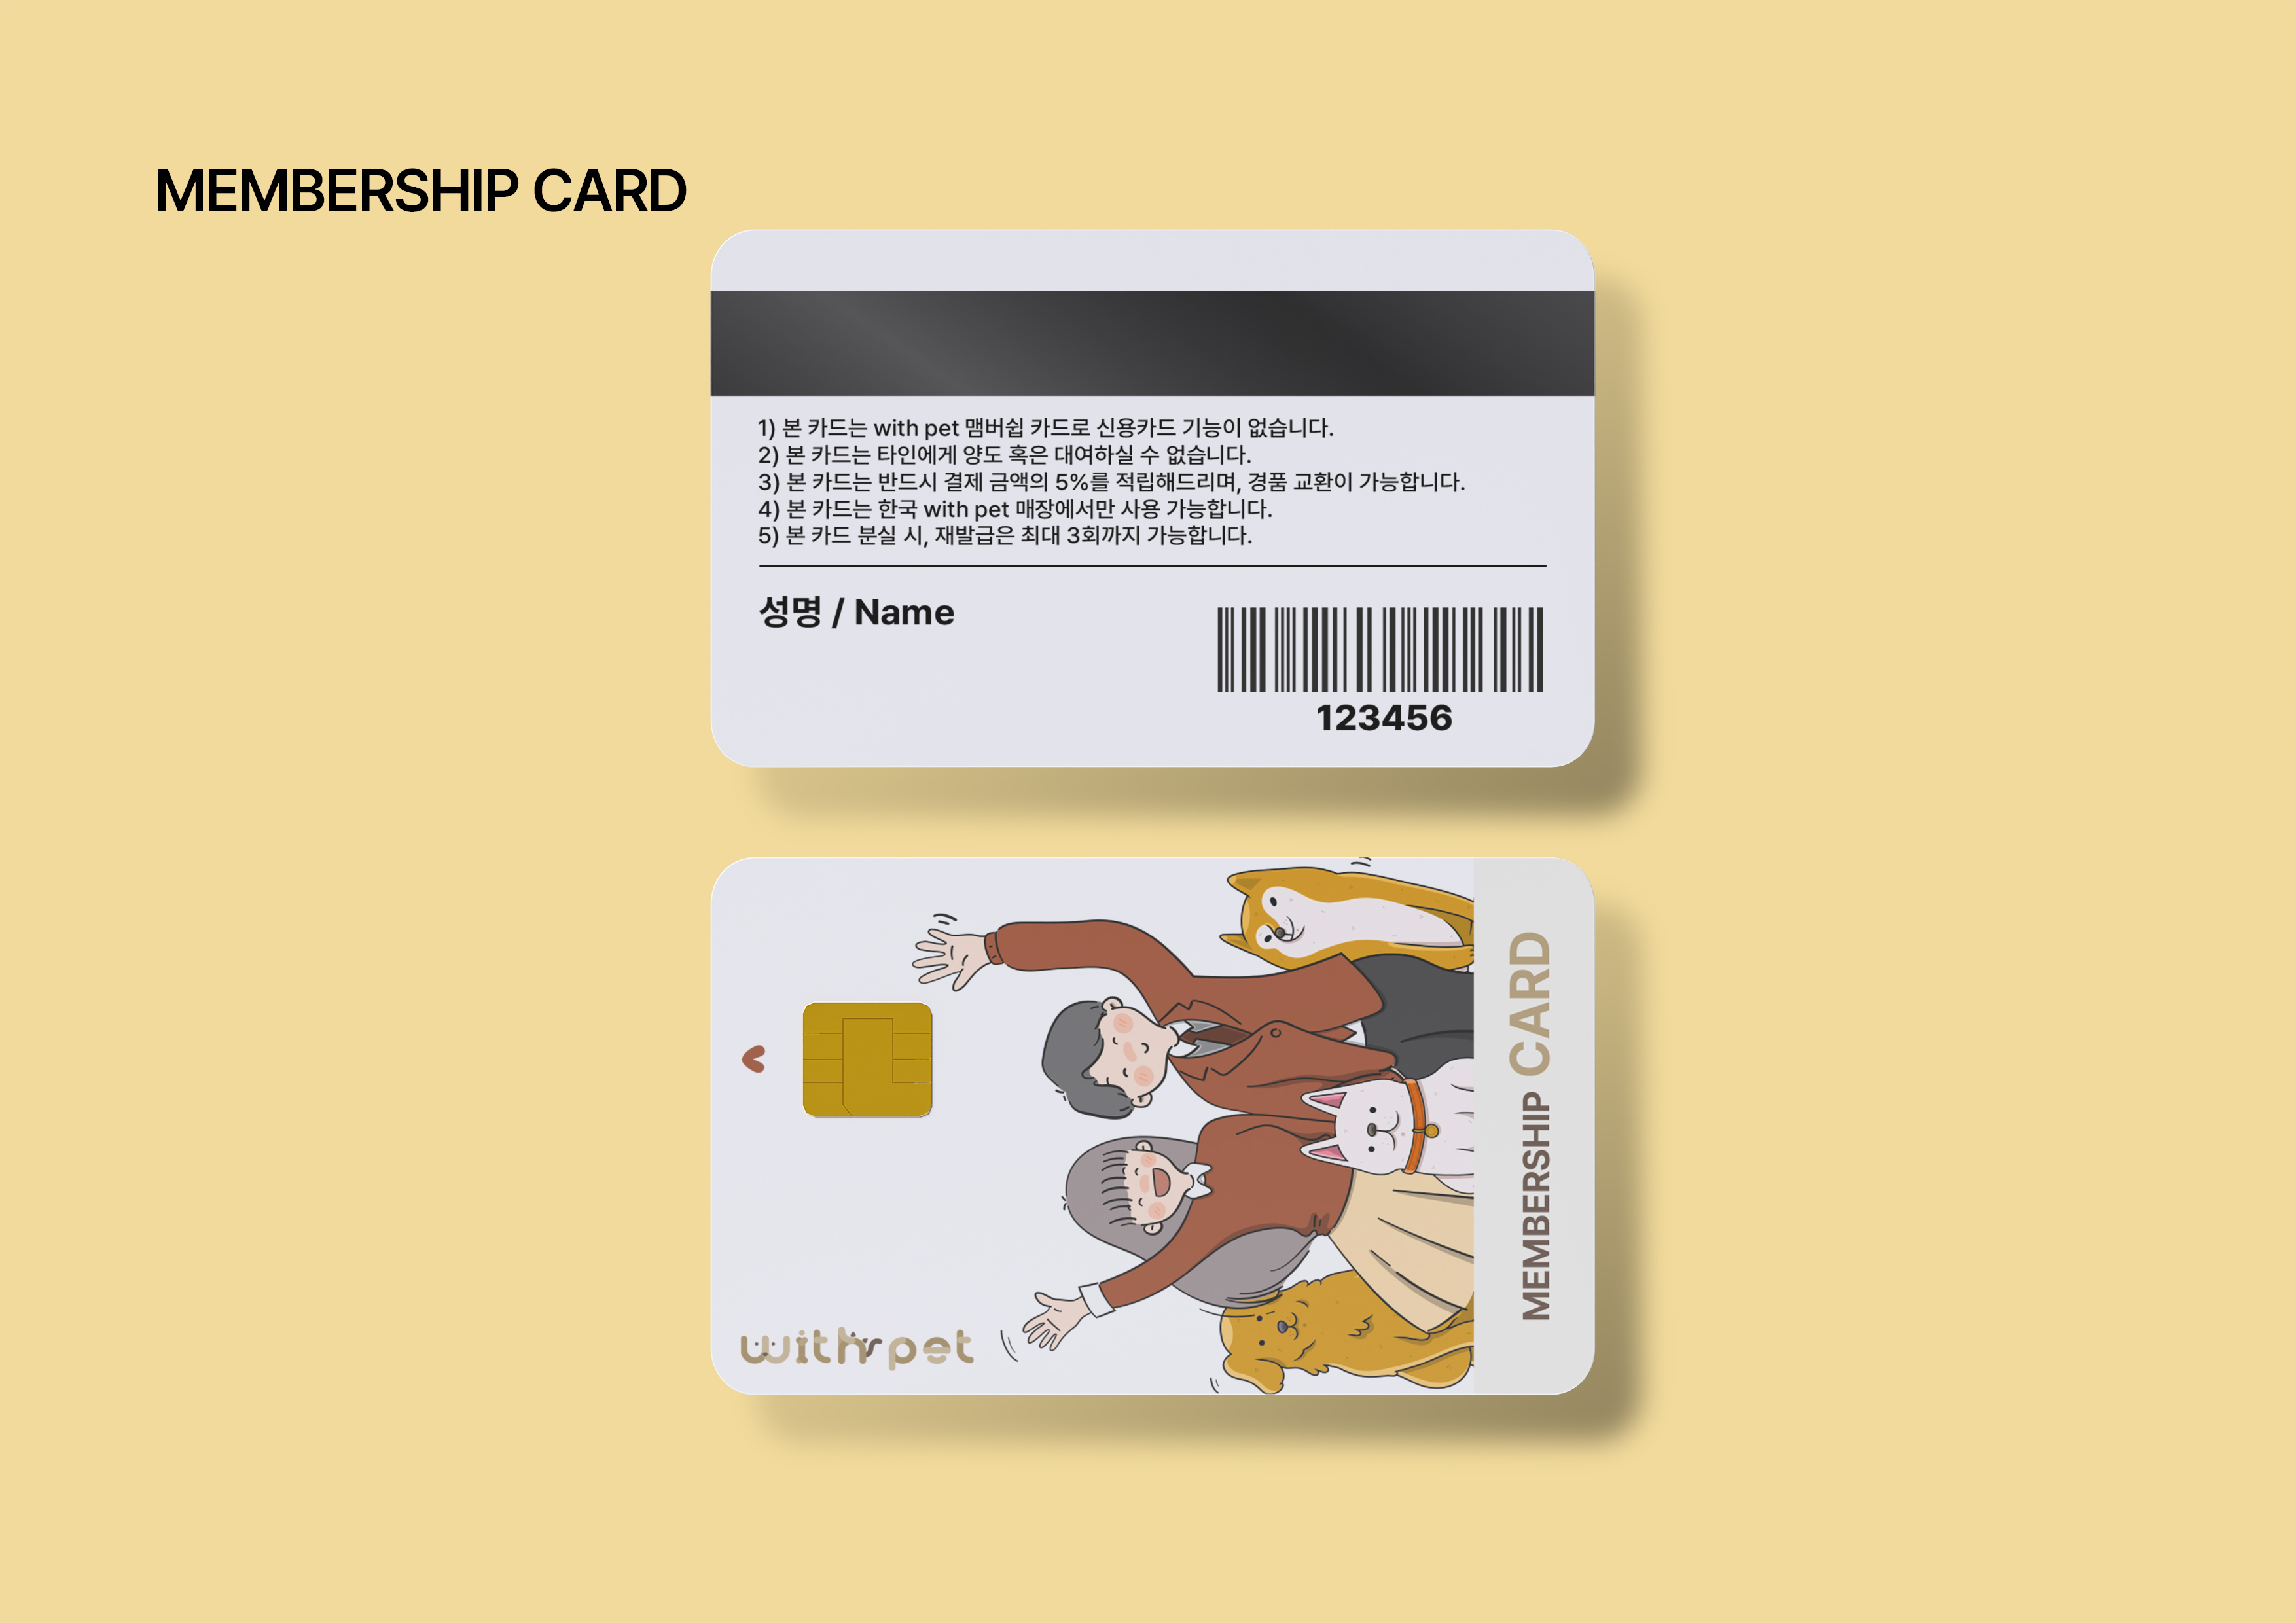 MEMBERSHIP CARD
1) 본 카드는 with pet 맴버쉽 카드로 신용카드 기능이 없습니다.
2) 본 카드는 타인에게 양도 혹은 대여하실 수 없습니다.
3) 본 카드는 반드시 결제 금액의 5%를 적립해드리며, 경품 교환이 가능합니다.
4) 본 카드는 한국 with pet 매장에서만 사용 가능합니다.
5) 본 카드 분실 시, 재발급은 최대 3회까지 가능합니다.
성명 / Name
123456
with pet
MEMBERSHIP CARD